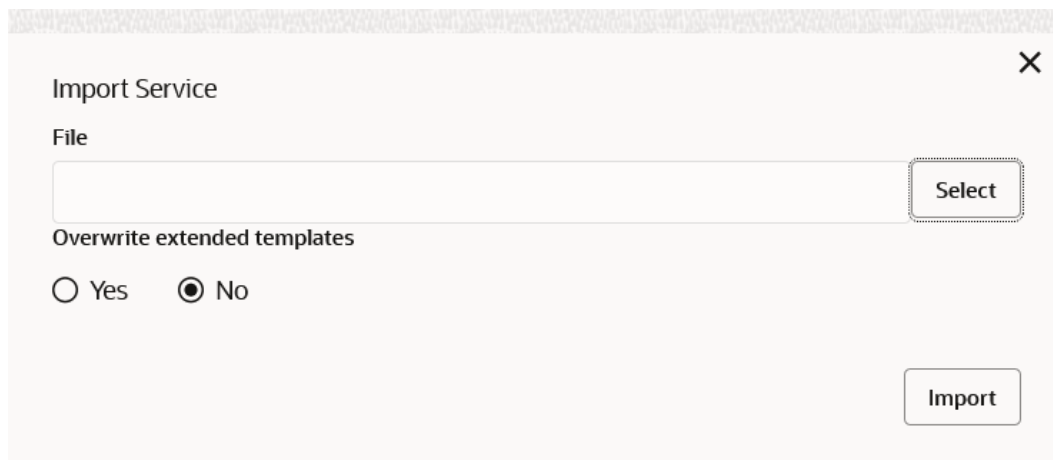 Import Service
File
Select
Overwrite extended templates
Yes No
Import